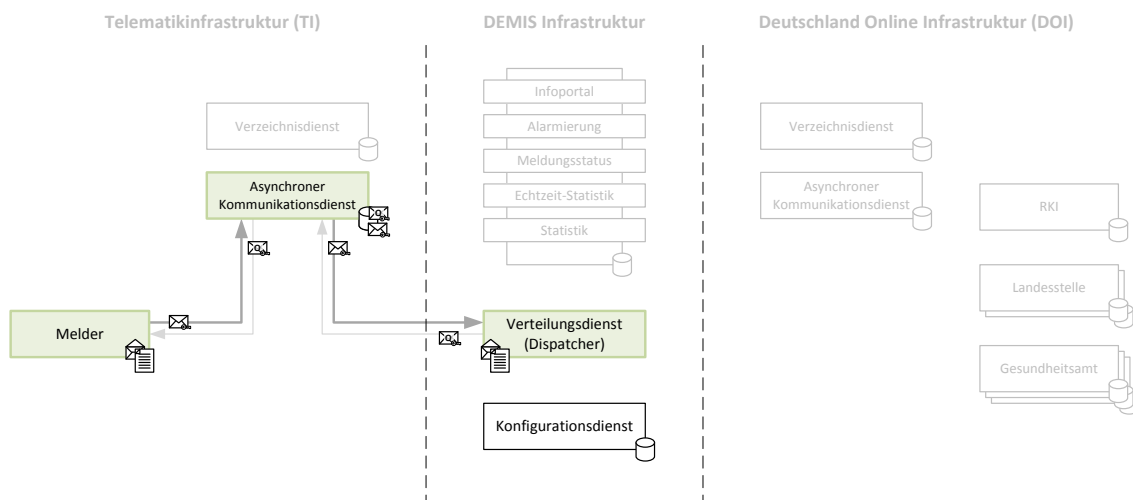 Telematikinfrastruktur (TI)
DEMIS Infrastruktur
Deutschland Online Infrastruktur (DOI)
Infoportal
Verzeichnisdienst
Alarmierung
Verzeichnisdienst
Meldungsstatus
Asynchroner
Kommunikationsdienst
Echtzeit-Statistik
Asynchroner
Kommunikationsdienst
RKI
Statistik
Landesstelle
Melder
Verteilungsdienst
(Dispatcher)
Gesundheitsamt
Konfigurationsdienst